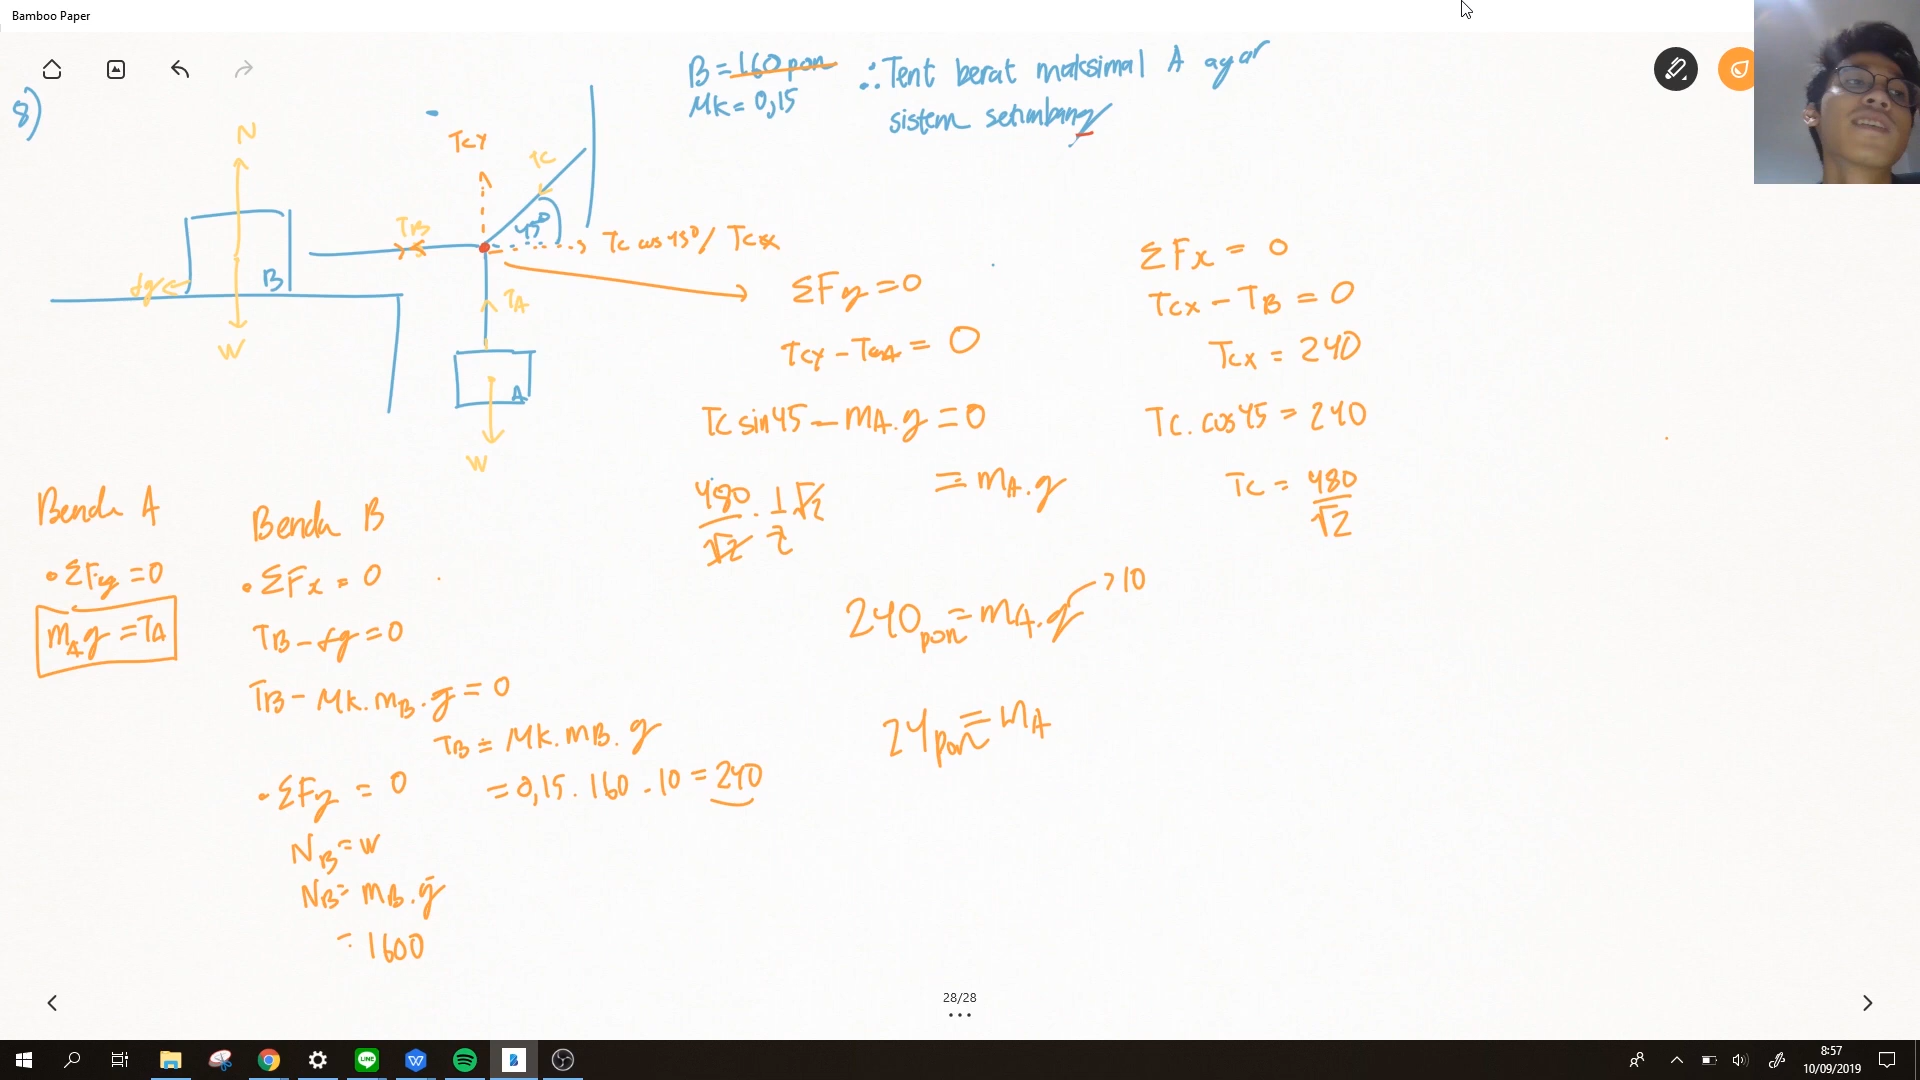 Bamboo Paper
8)
B = 160 pon
μk = 0,15
∴ Tent berat maksimal A agar
sistem setimbang
N
TcY
Tc
45°
TB
Tc cos 45° / Tcx
fg
B
W
TA
A
W
ΣFy = 0
Tcy - TA = 0
Tc sin 45 - mA.g = 0
480/√2 . 1/2 √2 = mA.g
240 pon = mA.g → 10
24 pon = mA
ΣFx = 0
Tcx - TB = 0
Tcx = 240
Tc. cos 45 = 240
Tc = 480/√2
Benda A
• ΣFy = 0
mA g = TA
Benda B
• ΣFx = 0
TB - fg = 0
TB - μk. mB. g = 0
TB = μk. mB. g
= 0,15 . 160 . 10 = 240
• ΣFy = 0
NB = W
NB = mB . g
= 1600
28/28
8:57
10/09/2019